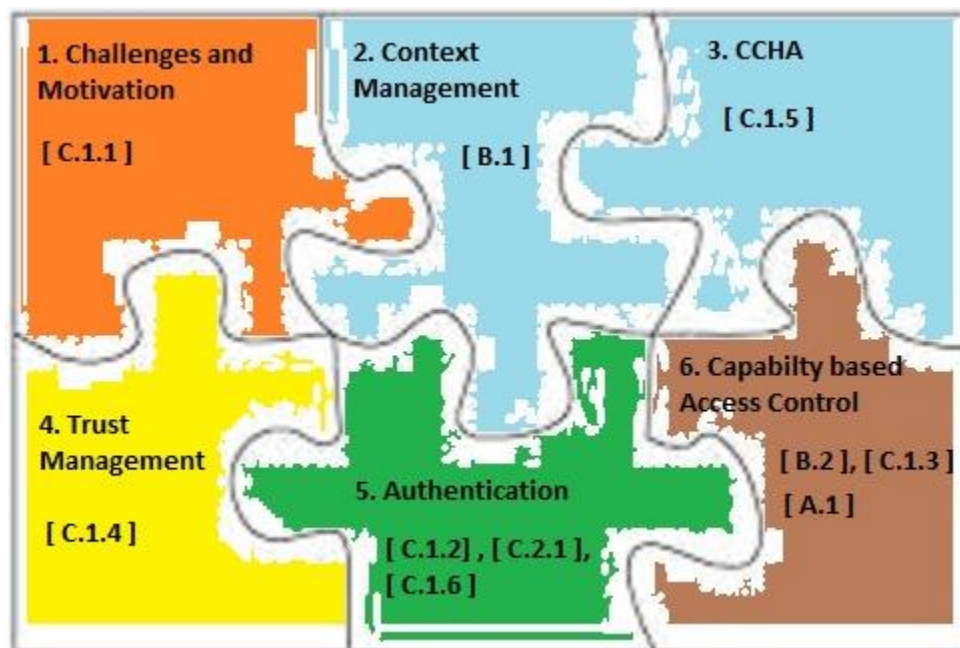 1. Challenges and
Motivation
[ C.1.1 ]
2. Context
Management
[ B.1 ]
3. CCHA
[ C.1.5 ]
4. Trust
Management
[ C.1.4 ]
5. Authentication
[ C.1.2] , [ C.2.1 ],
[ C.1.6 ]
6. Capabilty based
Access Control
[ B.2 ], [ C.1.3 ]
[ A.1 ]